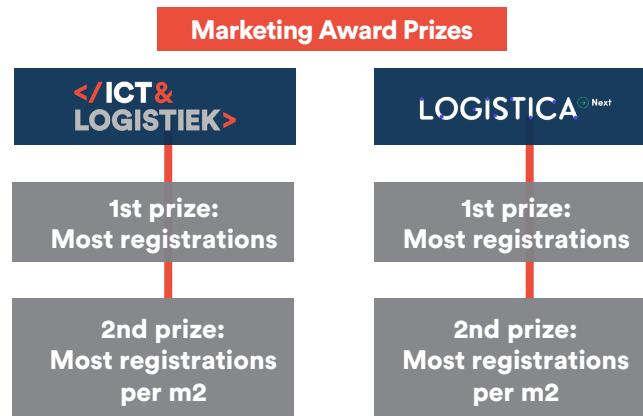 Marketing Award Prizes
</ICT&
LOGISTIEK>
1st prize:
Most registrations
2nd prize:
Most registrations
per m2
LOGISTICA Next
1st prize:
Most registrations
2nd prize:
Most registrations
per m2